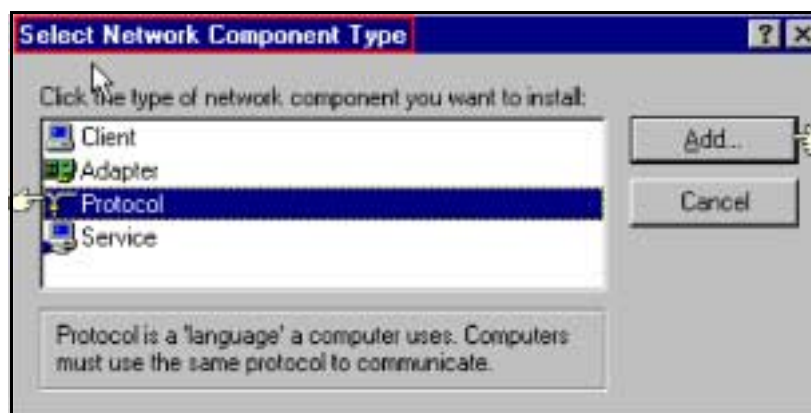 Select Network Component Type
Click the type of network component you want to install:
Client
Adapter
Protocol
Service
Add...
Cancel
Protocol is a 'language' a computer uses. Computers
must use the same protocol to communicate.